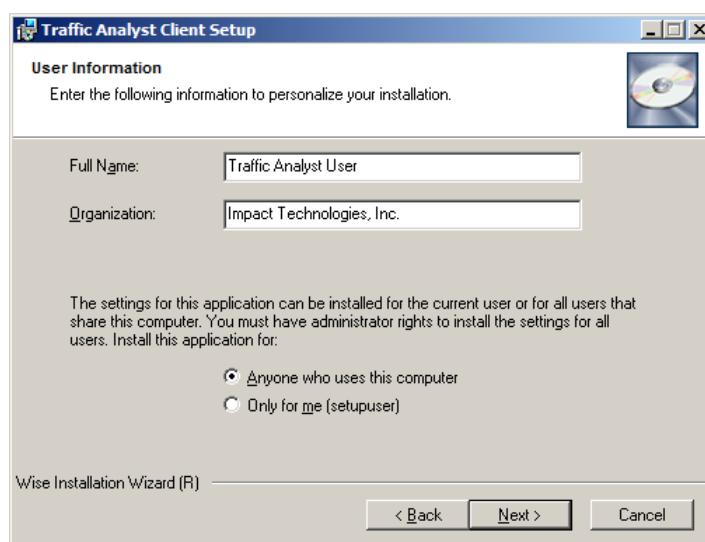 Traffic Analyst Client Setup
User Information
Enter the following information to personalize your installation.
Full Name:
Traffic Analyst User
Organization:
Impact Technologies, Inc.
The settings for this application can be installed for the current user or for all users that
share this computer. You must have administrator rights to install the settings for all
users. Install this application for:
Anyone who uses this computer
Only for me (setupuser)
Wise Installation Wizard (R)
< Back
Next >
Cancel